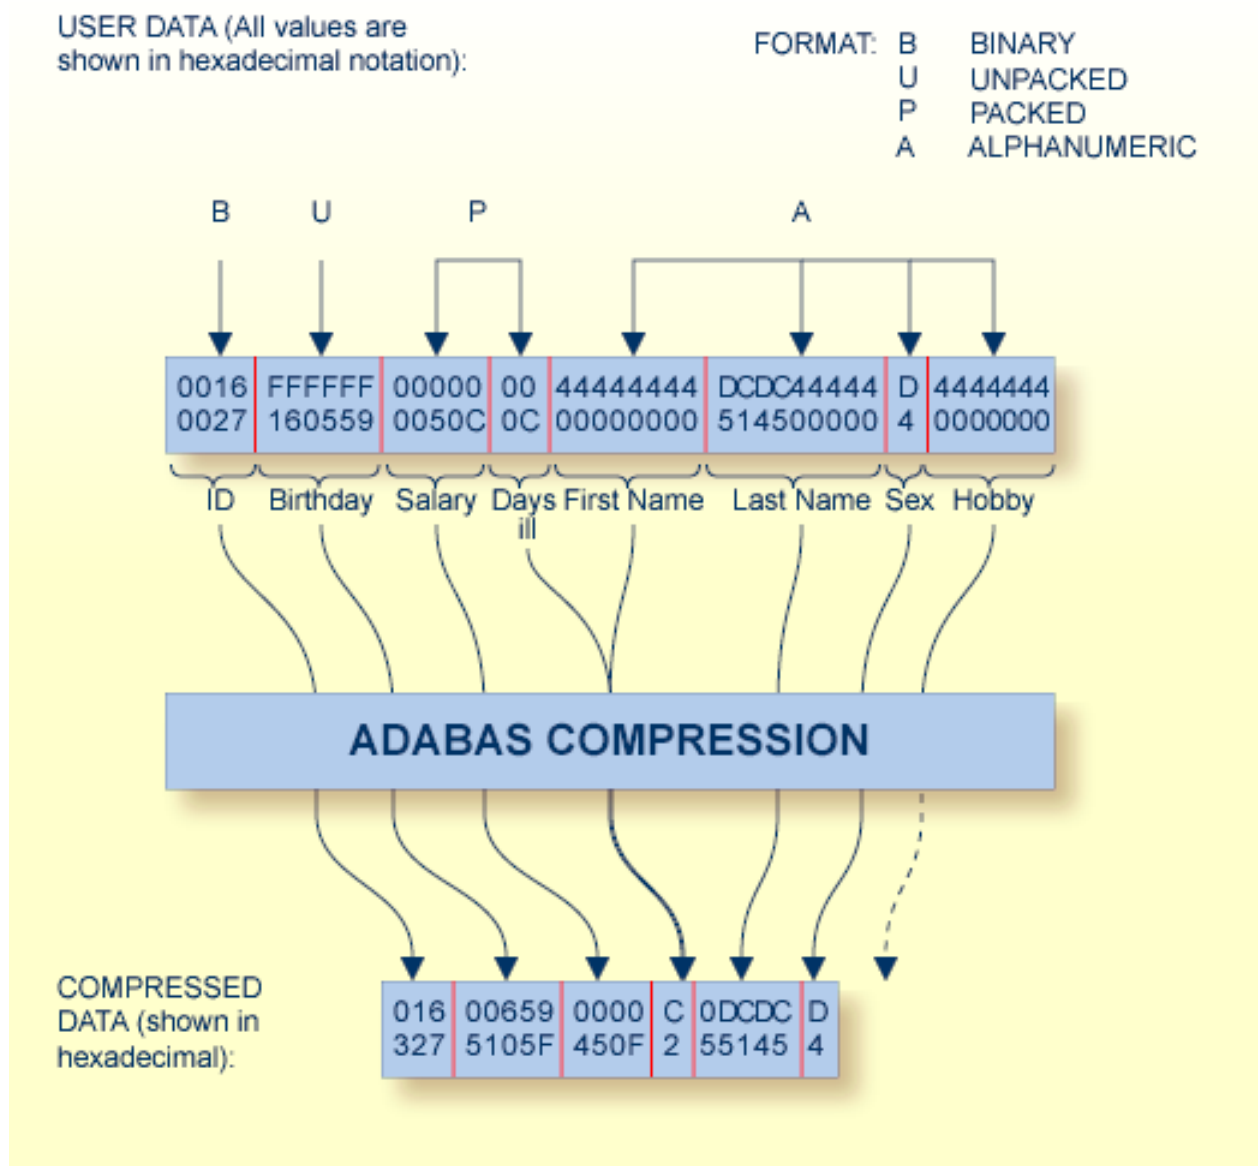 USER DATA (All values are
shown in hexadecimal notation):
FORMAT: B BINARY
U UNPACKED
P PACKED
A ALPHANUMERIC
B U P A
0016 FFFFFF 00000 00 44444444 DCDC44444 D 4444444
0027 160559 0050C 0C 00000000 514500000 4 0000000
ID Birthday Salary Days First Name Last Name Sex Hobby
ill
ADABAS COMPRESSION
COMPRESSED
DATA (shown in
hexadecimal):
016 00659 0000 C 0DCDC D
327 5105F 450F 2 55145 4